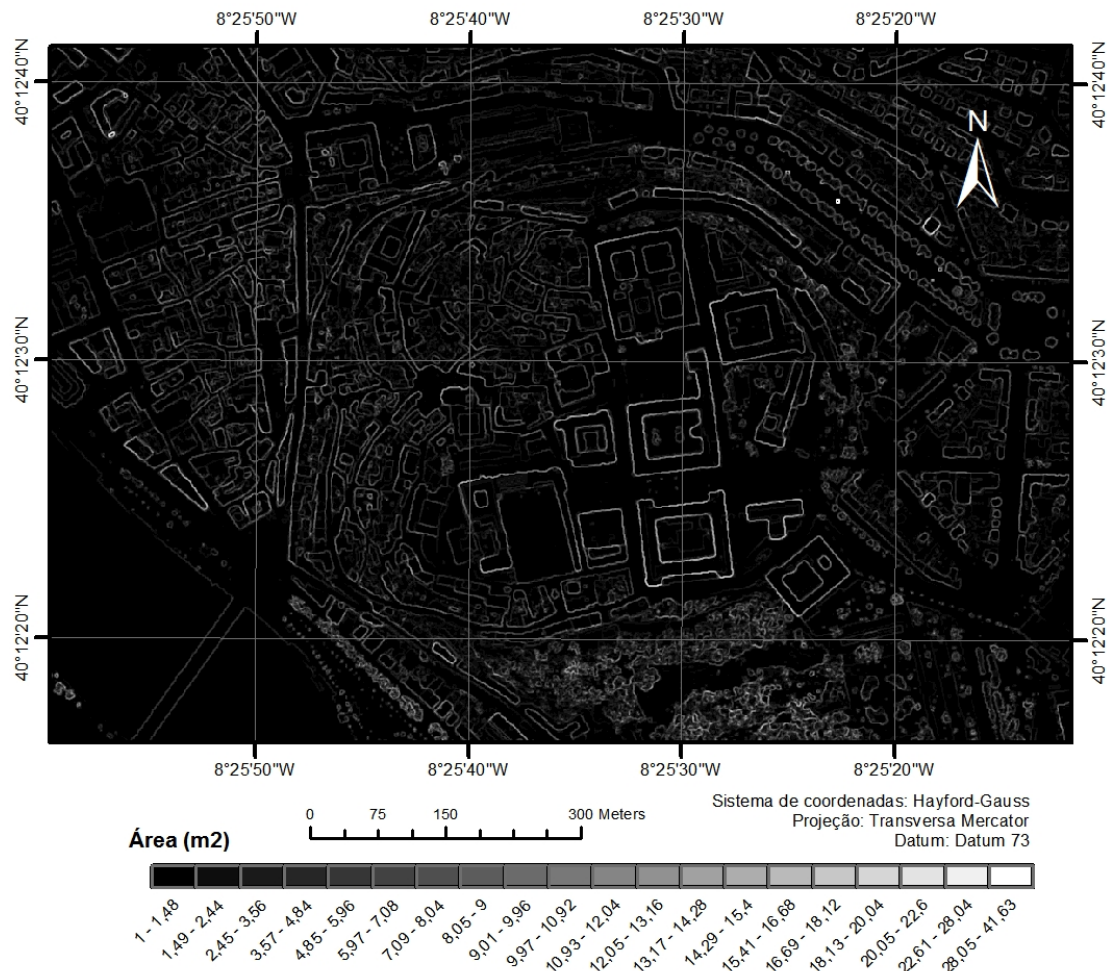 8°25'50"W 8°25'40"W 8°25'30"W 8°25'20"W
40°12'40"N 40°12'40"N
N
40°12'30"N 40°12'30"N
40°12'20"N 40°12'20"N
8°25'50"W 8°25'40"W 8°25'30"W 8°25'20"W
Sistema de coordenadas: Hayford-Gauss
0 75 150 300 Meters
Projeção: Transversa Mercator
Datum: Datum 73
Área (m2)
1 - 1,48
1,49 - 2,44
2,45 - 3,56
3,57 - 4,84
4,85 - 5,96
5,97 - 7,08
7,09 - 8,04
8,05 - 9
9,01 - 9,96
9,97 - 10,92
10,93 - 12,04
12,05 - 13,16
13,17 - 14,28
14,29 - 15,4
15,41 - 16,68
16,69 - 18,12
18,13 - 20,04
20,05 - 22,6
22,61 - 28,04
28,05 - 41,63